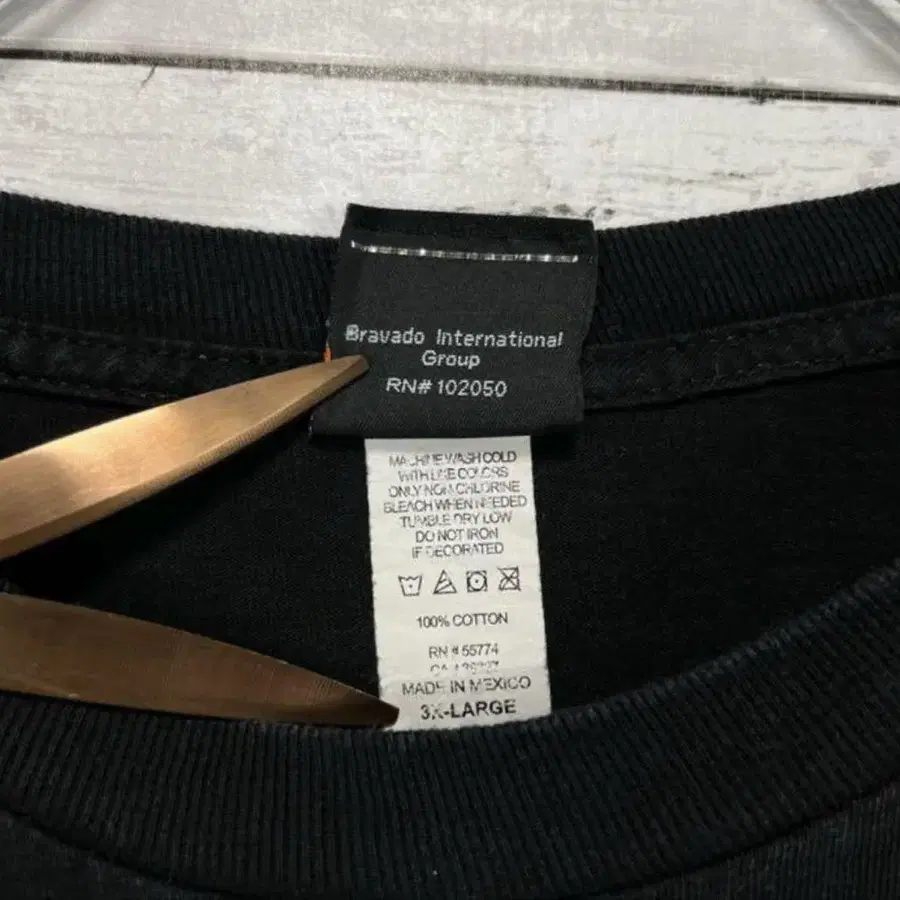 Bravado International
Group
RN# 102050
MACHINE WASH COLD
WITH LIKE COLORS
ONLY NON CHLORINE
BLEACH WHEN NEEDED
TUMBLE DRY LOW
DO NOT IRON
IF DECORATED
100% COTTON
RN # 55774
CA
MADE IN MEXICO
3X-LARGE